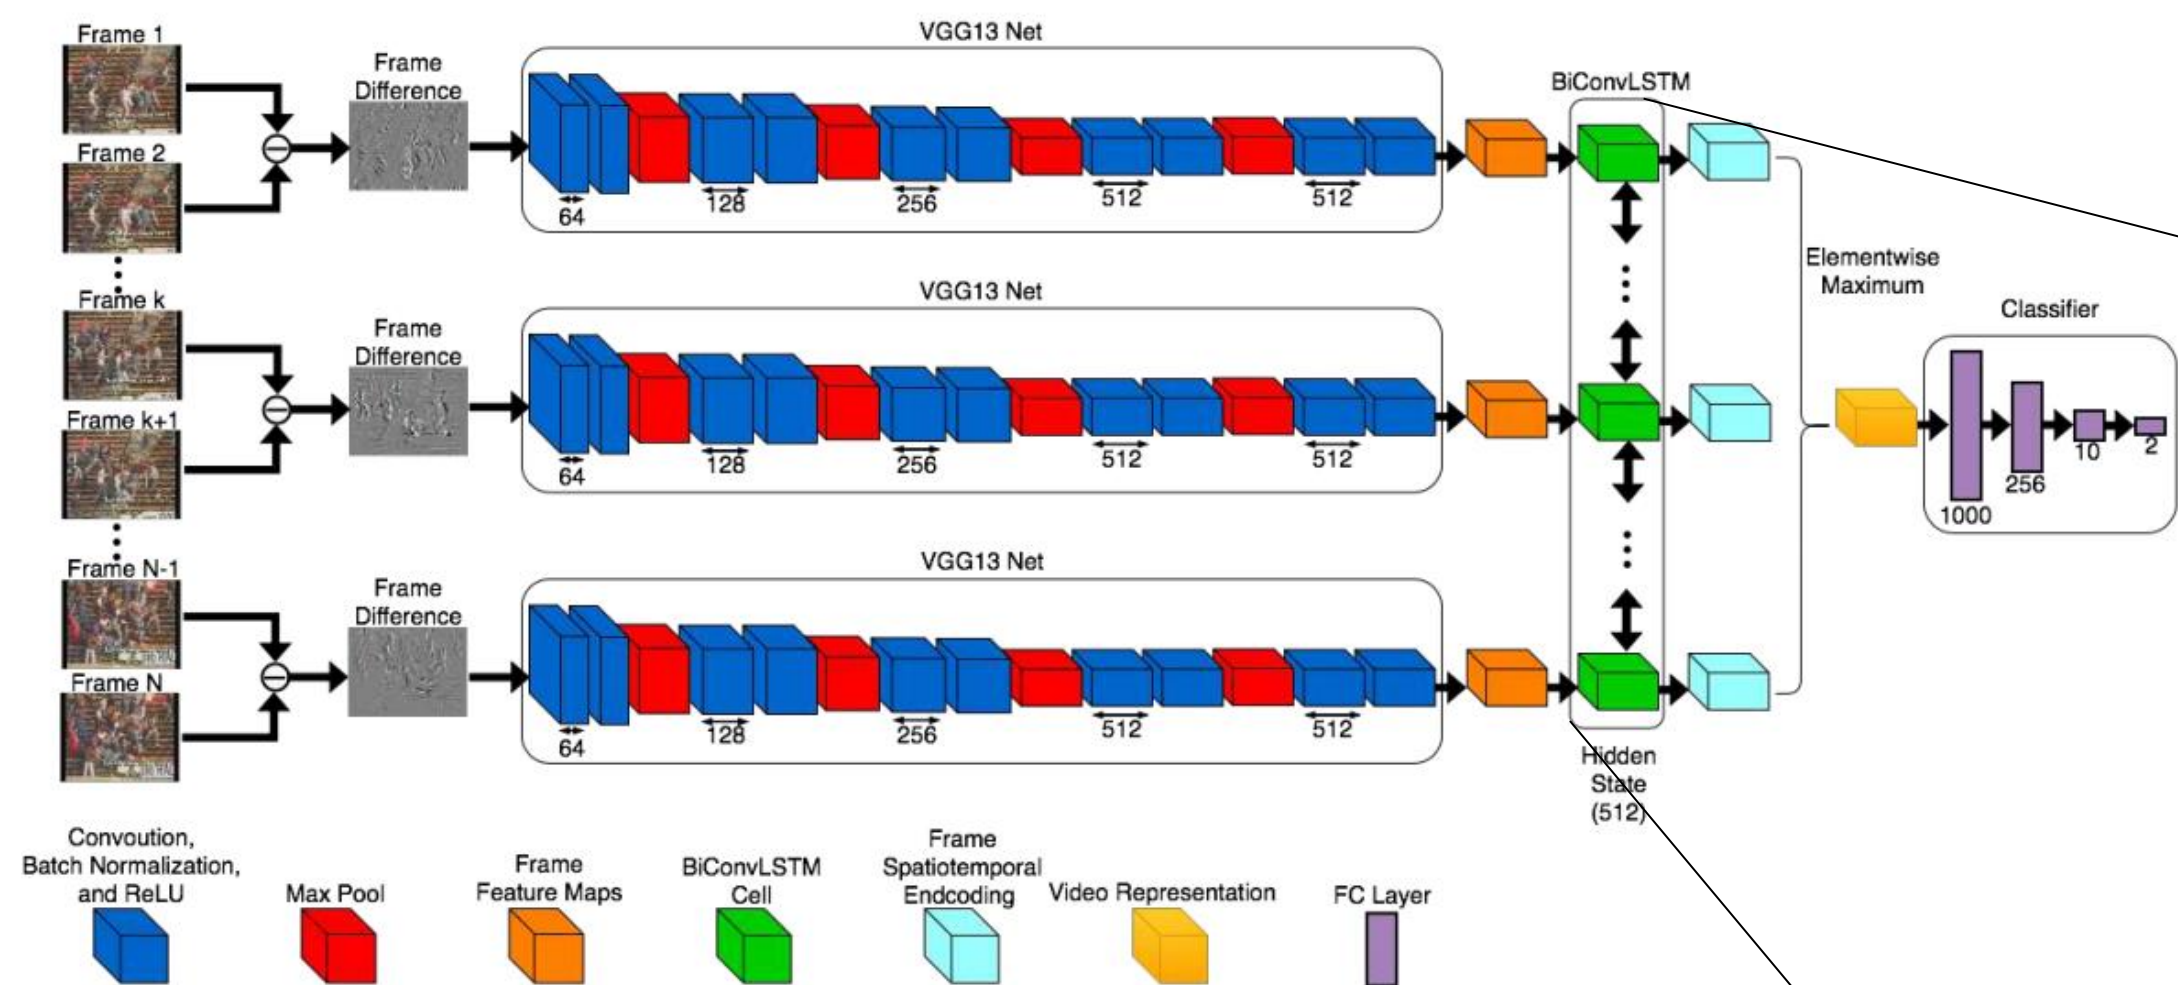 Frame 1
Frame 2
Frame k
Frame k+1
Frame N-1
Frame N
Frame
Difference
VGG13 Net
64
128
256
512
512
Frame
Difference
VGG13 Net
64
128
256
512
512
Frame
Difference
VGG13 Net
64
128
256
512
512
BiConvLSTM
Hidden
State
(512)
Elementwise
Maximum
Classifier
1000
256
10
2
Convoution,
Batch Normalization,
and ReLU
Max Pool
Frame
Feature Maps
BiConvLSTM
Cell
Frame
Spatiotemporal
Endcoding
Video Representation
FC Layer